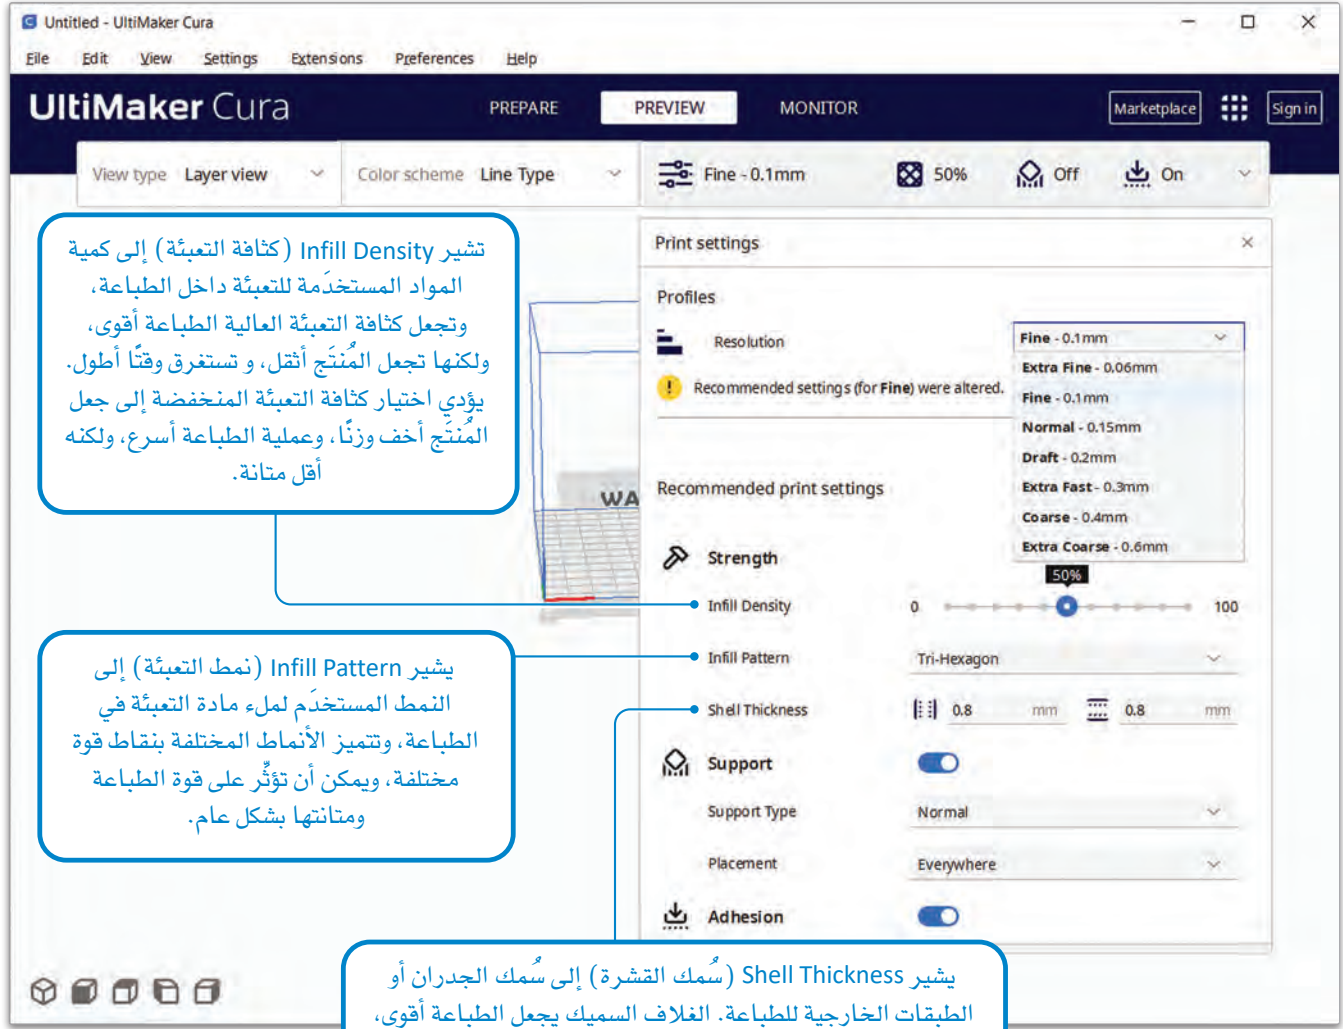 Untitled - UltiMaker Cura
File Edit View Settings Extensions Preferences Help
UltiMaker Cura PREPARE PREVIEW MONITOR Marketplace Sign in
View type Layer view Color scheme Line Type Fine - 0.1mm 50% Off On
تشير Infill Density (كثافة التعبئة) إلى كمية
المواد المستخدَمة للتعبئة داخل الطباعة،
وتجعل كثافة التعبئة العالية الطباعة أقوى،
ولكنها تجعل المُنتَج أثقل، و تستغرق وقتًا أطول.
يؤدي اختيار كثافة التعبئة المنخفضة إلى جعل
المُنتَج أخف وزنًا، وعملية الطباعة أسرع، ولكنه
أقل متانة.
يشير Infill Pattern (نمط التعبئة) إلى
النمط المستخدَم لملء مادة التعبئة في
الطباعة، وتتميز الأنماط المختلفة بنقاط قوة
مختلفة، ويمكن أن تؤثّر على قوة الطباعة
ومتانتها بشكل عام.
WA
Print settings
Profiles
Resolution Fine - 0.1mm
Extra Fine - 0.06mm
Fine - 0.1mm
Normal - 0.15mm
Draft - 0.2mm
Extra Fast - 0.3mm
Coarse - 0.4mm
Extra Coarse - 0.6mm
Recommended settings (for Fine) were altered.
Recommended print settings
Strength
50%
Infill Density 0 100
Infill Pattern Tri-Hexagon
Shell Thickness 0.8 mm 0.8 mm
Support
Support Type Normal
Placement Everywhere
Adhesion
يشير Shell Thickness (سُمك القشرة) إلى سُمك الجدران أو
الطبقات الخارجية للطباعة. الغلاف السميك يجعل الطباعة أقوى،